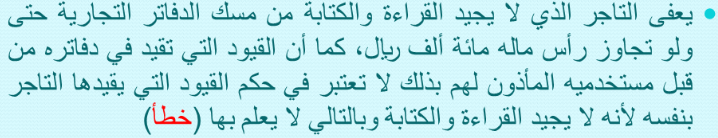 • يعفى التاجر الذي لا يجيد القراءة والكتابة من مسك الدفاتر التجارية حتى
ولو تجاوز رأس ماله مائة ألف ريال، كما أن القيود التي تقيد في دفاتره من
قبل مستخدميه المأذون لهم بذلك لا تعتبر في حكم القيود التي يقيدها التاجر
بنفسه لأنه لا يجيد القراءة والكتابة وبالتالي لا يعلم بها (خطأ)